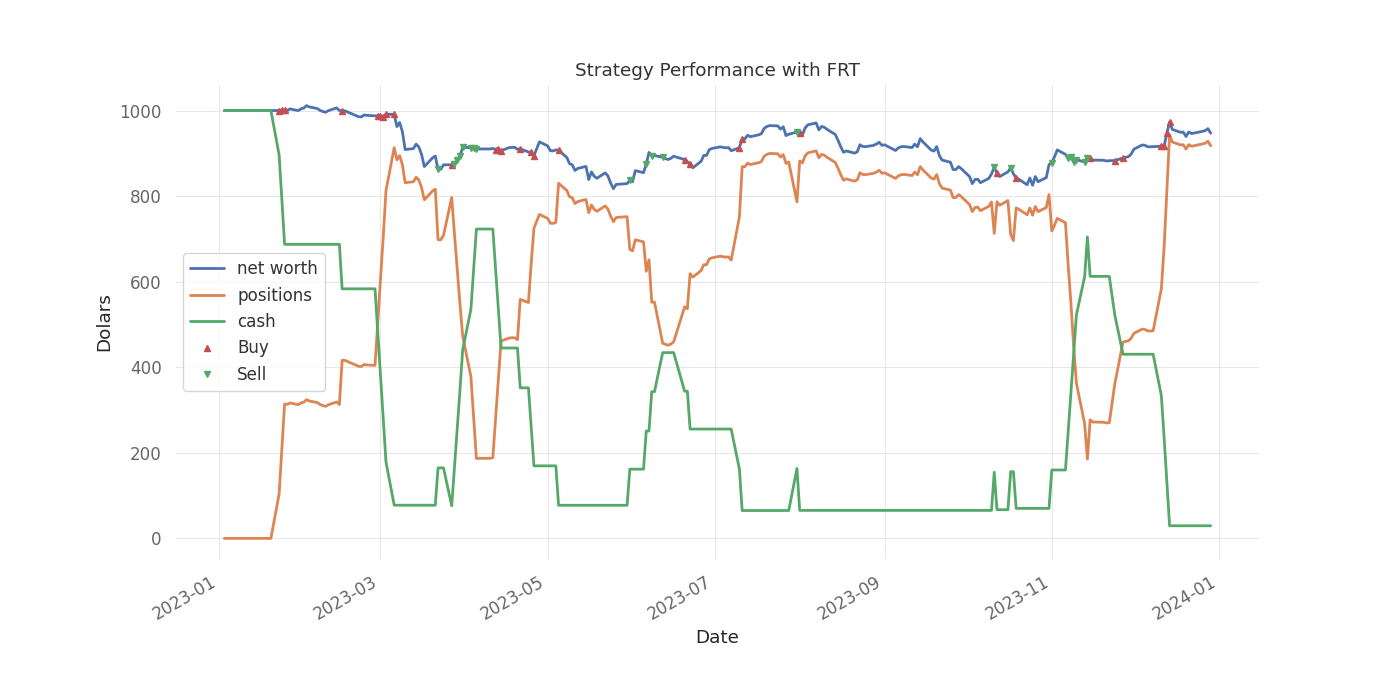 Strategy Performance with FRT
Dolars
1000
800
600
400
200
0
net worth
positions
cash
Buy
Sell
2023-01
2023-03
2023-05
2023-07
2023-09
2023-11
2024-01
Date